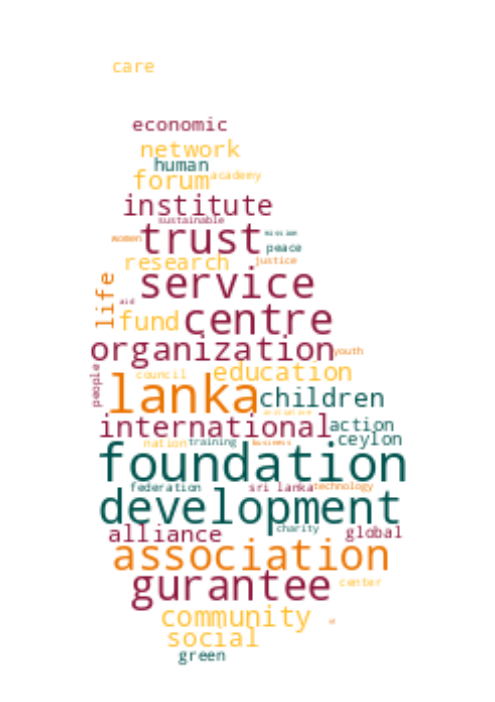 care
economic
network
human
forum academy
institute
sustainable
women trust mission
peace
research justice
service
life aid
fund centre
organization youth
people council education
lanka children
international action
nation training business ceylon
foundation
federation sri lanka technology
development
alliance charity global
association
gurantee center
community
social
green